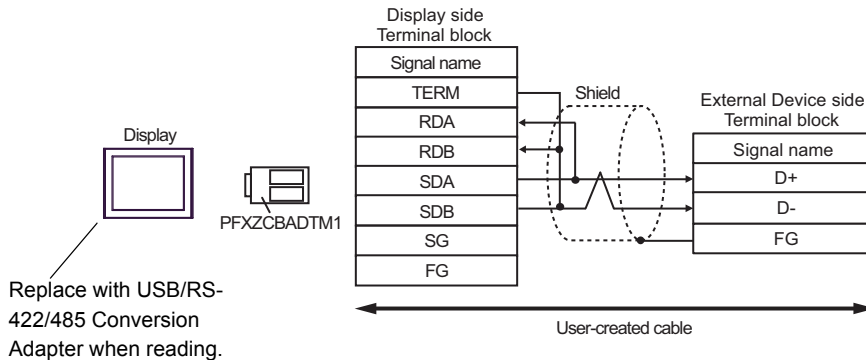 Display side
Terminal block
Signal name
TERM
RDA
RDB
SDA
SDB
SG
FG
Shield
External Device side
Terminal block
Signal name
D+
D-
FG
Display
PFXZCBADTM1
Replace with USB/RS-
422/485 Conversion
Adapter when reading.
User-created cable